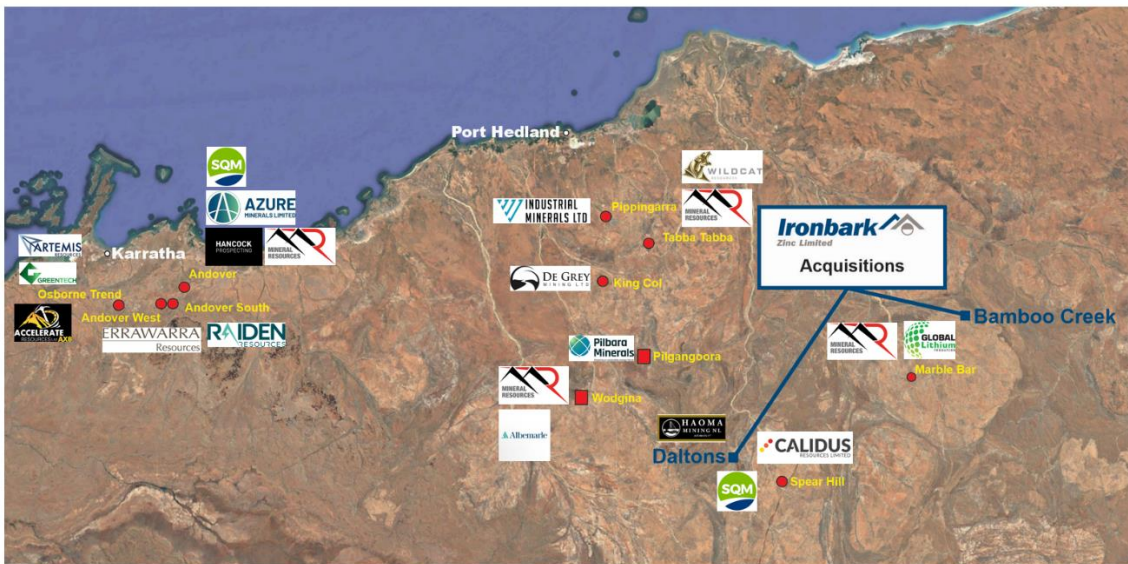 Port Hedland
SQM
WILDCAT
RESOURCES
AZURE
MINERALS LIMITED
INDUSTRIAL
MINERALS LTD
Pippingarra
MINERAL
RESOURCES
Tabba Tabba
Ironbark
Zinc Limited
Acquisitions
ARTEMIS
RESOURCES
Karratha
HANCOCK
PROSPECTING
MINERAL
RESOURCES
GREENTECH
Andover
DE GREY
MINING LTD
King Col
Osborne Trend
Andover West
Andover South
ACCELERATE
RESOURCES
AX8
ERRAWARRA
Resources
RAIDEN
RESOURCES
Bamboo Creek
MINERAL
RESOURCES
GLOBAL
Lithium
Pilbara
Minerals
Pilgangoora
Marble Bar
MINERAL
RESOURCES
Wodgina
Albemarle
HAOMA
MINING NL
Daltons
CALIDUS
RESOURCES LIMITED
SQM
Spear Hill